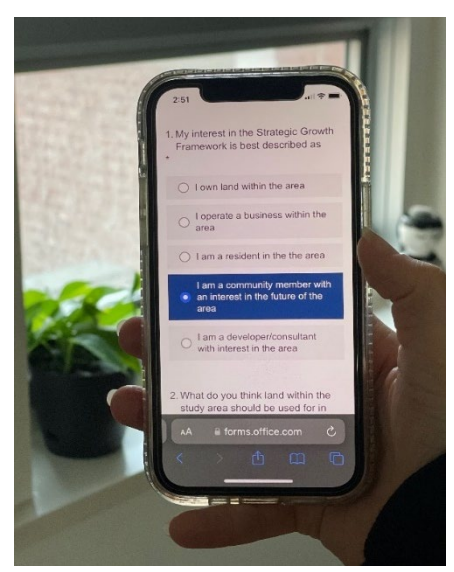 2:51
1. My interest in the Strategic Growth
Framework is best described as
*
I own land within the area
I operate a business within the
area
I am a resident in the the area
I am a community member with
an interest in the future of the
area
I am a developer/consultant
with interest in the area
2. What do you think land within the
study area should be used for in
AA forms.office.com